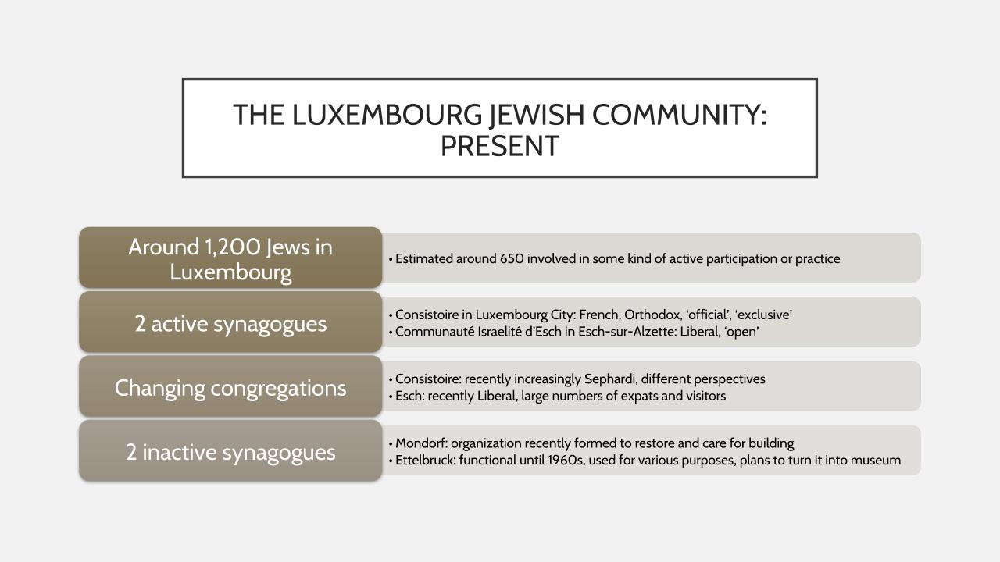 THE LUXEMBOURG JEWISH COMMUNITY:
PRESENT
Around 1,200 Jews in
Luxembourg
• Estimated around 650 involved in some kind of active participation or practice
2 active synagogues
• Consistoire in Luxembourg City: French, Orthodox, ‘official’, ‘exclusive’
• Communauté Israelité d’Esch in Esch-sur-Alzette: Liberal, ‘open’
Changing congregations
• Consistoire: recently increasingly Sephardi, different perspectives
• Esch: recently Liberal, large numbers of expats and visitors
2 inactive synagogues
• Mondorf: organization recently formed to restore and care for building
• Ettelbruck: functional until 1960s, used for various purposes, plans to turn it into museum